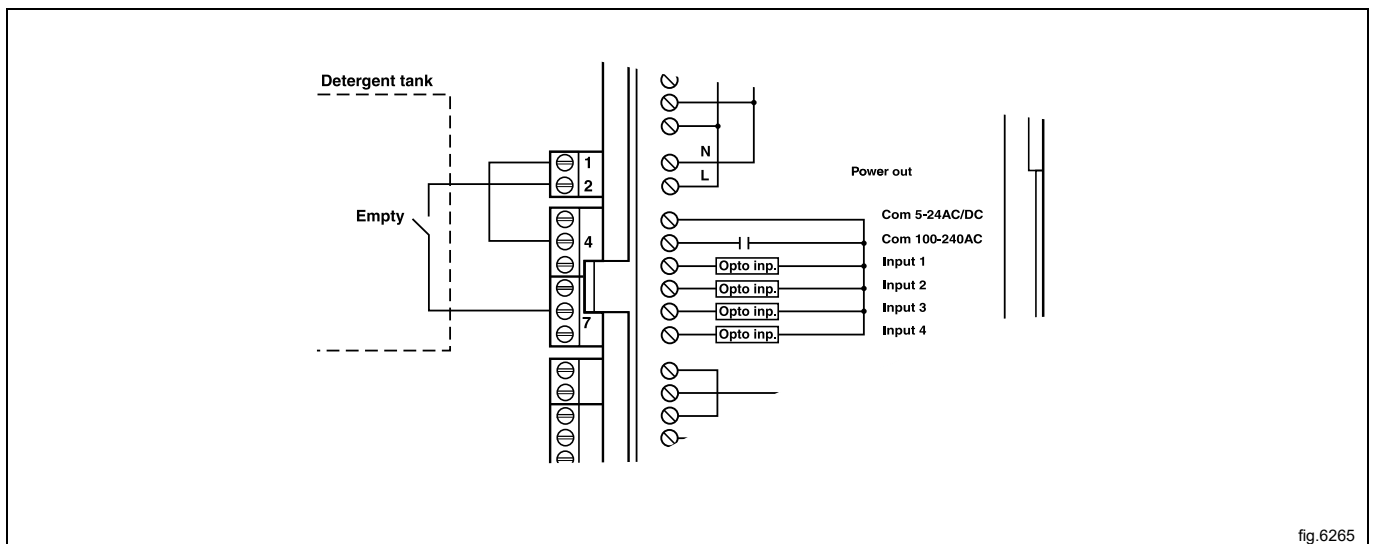 Detergent tank
1
N
2
L
Power out
Empty
Com 5-24AC/DC
4
Com 100-240AC
Opto inp.
Input 1
Opto inp.
Input 2
Opto inp.
Input 3
7
Opto inp.
Input 4
fig.6265